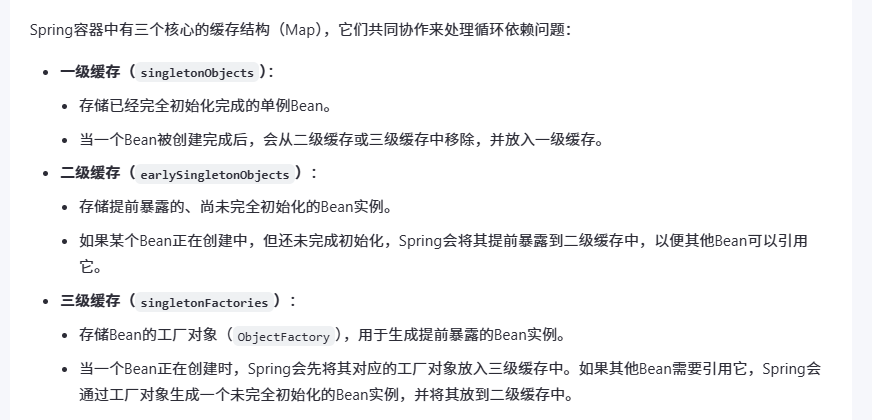 Spring容器中有三个核心的缓存结构（Map），它们共同协作来处理循环依赖问题：
• 一级缓存（singletonObjects）：
• 存储已经完全初始化完成的单例Bean。
• 当一个Bean被创建完成后，会从二级缓存或三级缓存中移除，并放入一级缓存。
• 二级缓存（earlySingletonObjects）：
• 存储提前暴露的、尚未完全初始化的Bean实例。
• 如果某个Bean正在创建中，但还未完成初始化，Spring会将其提前暴露到二级缓存中，以便其他Bean可以引用
它。
• 三级缓存（singletonFactories）：
• 存储Bean的工厂对象（ObjectFactory），用于生成提前暴露的Bean实例。
• 当一个Bean正在创建时，Spring会先将其对应的工厂对象放入三级缓存中。如果其他Bean需要引用它，Spring会
通过工厂对象生成一个未完全初始化的Bean实例，并将其放到二级缓存中。